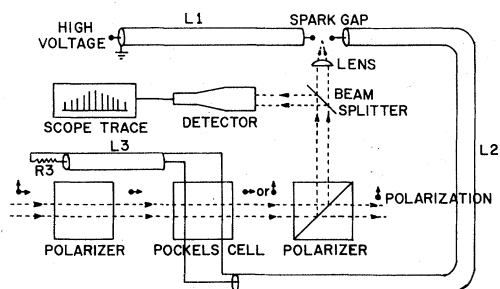 L1
SPARK GAP
HIGH
VOLTAGE
LENS
BEAM
SPLITTER
SCOPE TRACE
DETECTOR
L2
L3
R3
or
POLARIZATION
POLARIZER
POCKELS CELL
POLARIZER